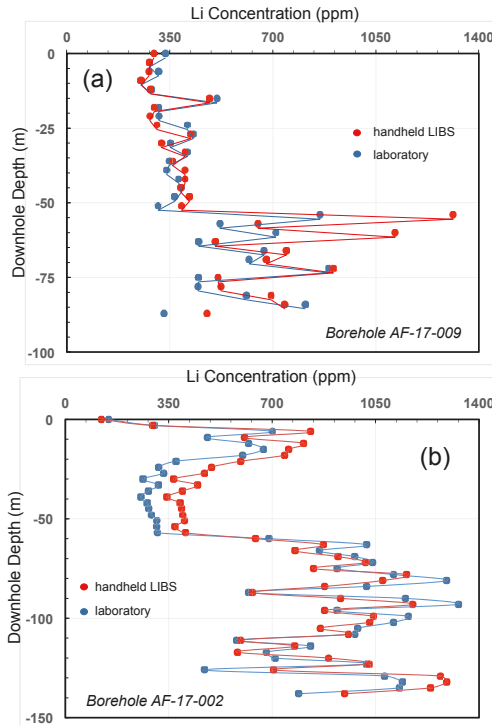 Li Concentration (ppm)
0 350 700 1050 1400
0
(a)
-25
handheld LIBS
laboratory
-50
Downhole Depth (m)
-75
Borehole AF-17-009
-100
Li Concentration (ppm)
0 350 700 1050 1400
0
(b)
-50
Downhole Depth (m)
handheld LIBS
laboratory
-100
Borehole AF-17-002
-150